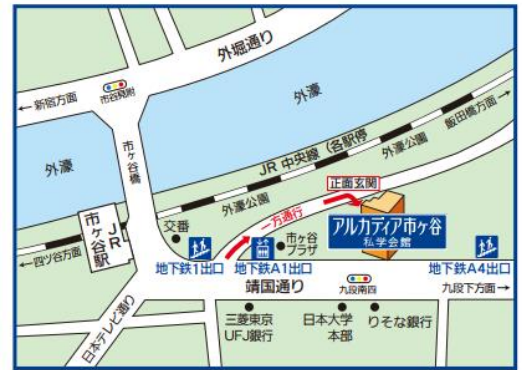 外堀通り
←新宿方面
市谷見附
外濠
飯田橋方面→
市ヶ谷橋
JR 中央線（各駅停
外濠公園
外濠
外濠公園
正面玄関
一方通行
アルカディア市ヶ谷
私学会館
交番
市ヶ谷
プラザ
JR
市ヶ谷駅
←四ツ谷方面
地下鉄1出口
地下鉄A1出口
地下鉄A4出口
靖国通り
九段南四
九段下方面→
日本テレビ通り
三菱東京
UFJ銀行
日本大学
本部
りそな銀行